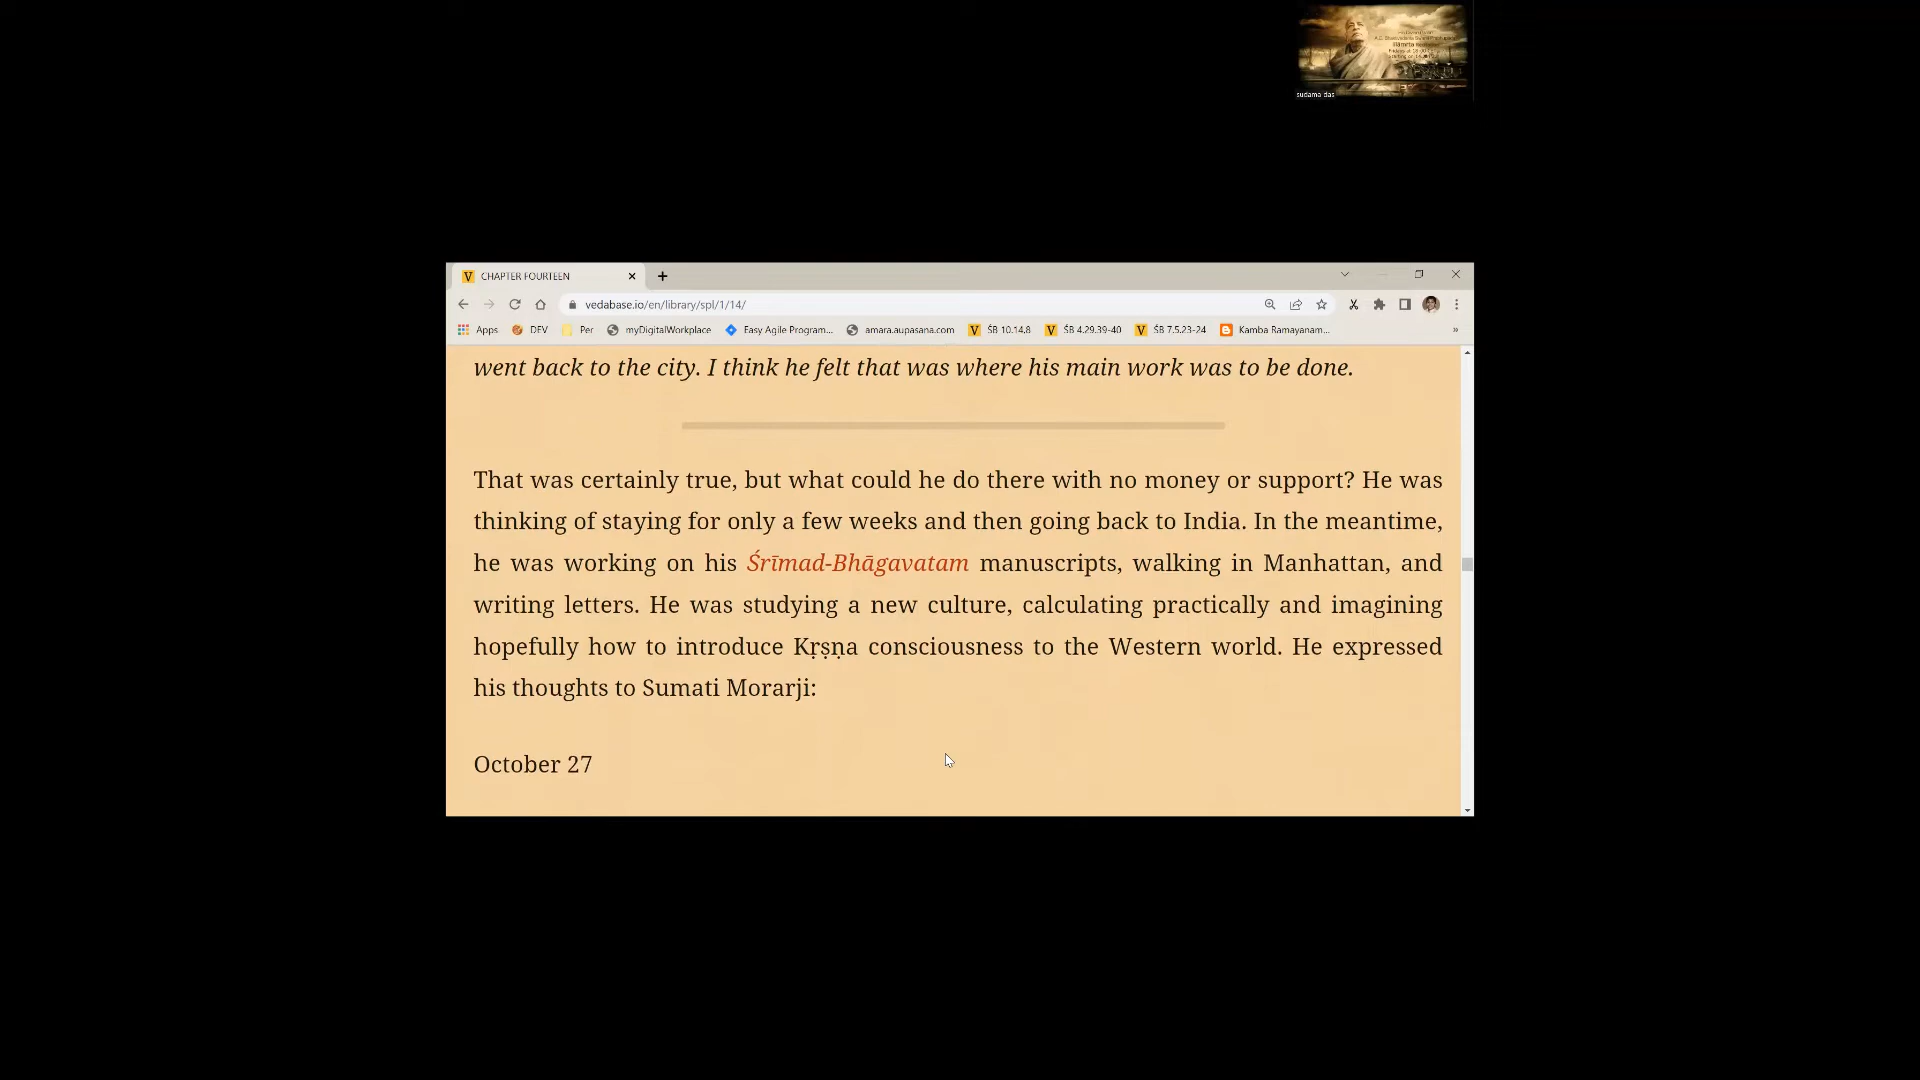 sudama das
CHAPTER FOURTEEN
vedabase.io/en/library/spl/1/14/
Apps DEV Per myDigitalWorkplace Easy Agile Program... amara.aupasana.com ŚB 10.14.8 ŚB 4.29.39-40 ŚB 7.5.23-24 Kamba Ramayanam... »
went back to the city. I think he felt that was where his main work was to be done.
That was certainly true, but what could he do there with no money or support? He was
thinking of staying for only a few weeks and then going back to India. In the meantime,
he was working on his Śrīmad-Bhāgavatam manuscripts, walking in Manhattan, and
writing letters. He was studying a new culture, calculating practically and imagining
hopefully how to introduce Kṛṣṇa consciousness to the Western world. He expressed
his thoughts to Sumati Morarji:
October 27